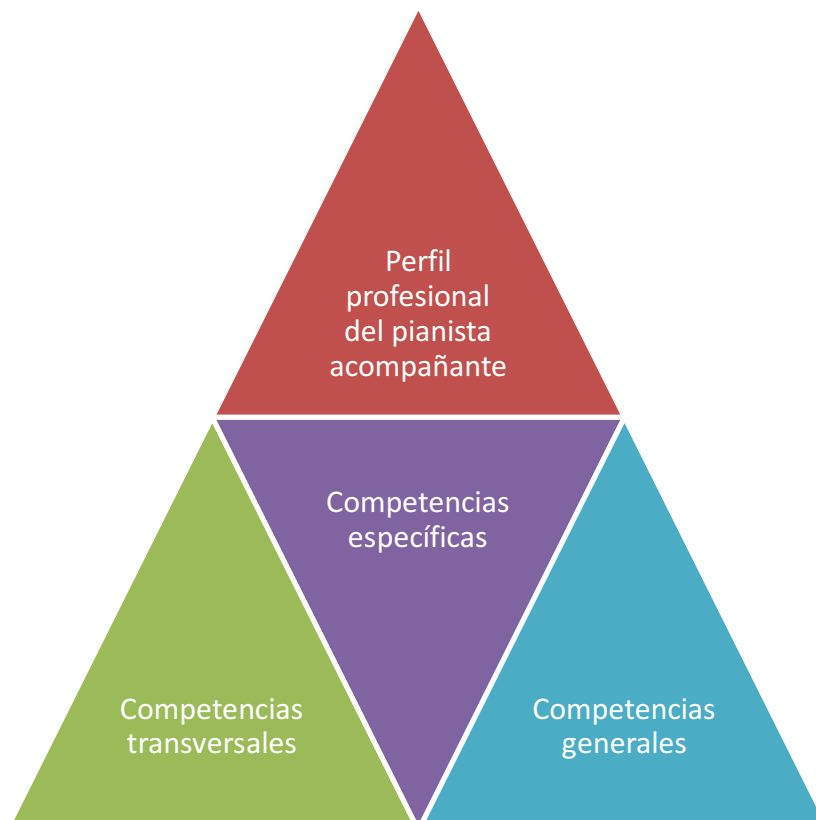 Perfil
profesional
del pianista
acompañante
Competencias
específicas
Competencias
transversales
Competencias
generales